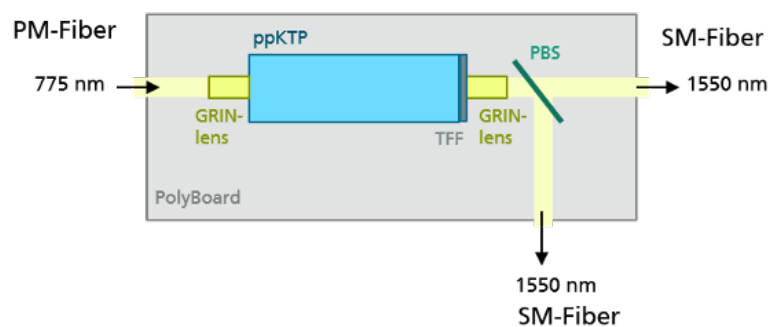 PM-Fiber
775 nm
ppKTP
GRIN-
lens
TFF
GRIN-
lens
PBS
SM-Fiber
1550 nm
PolyBoard
1550 nm
SM-Fiber